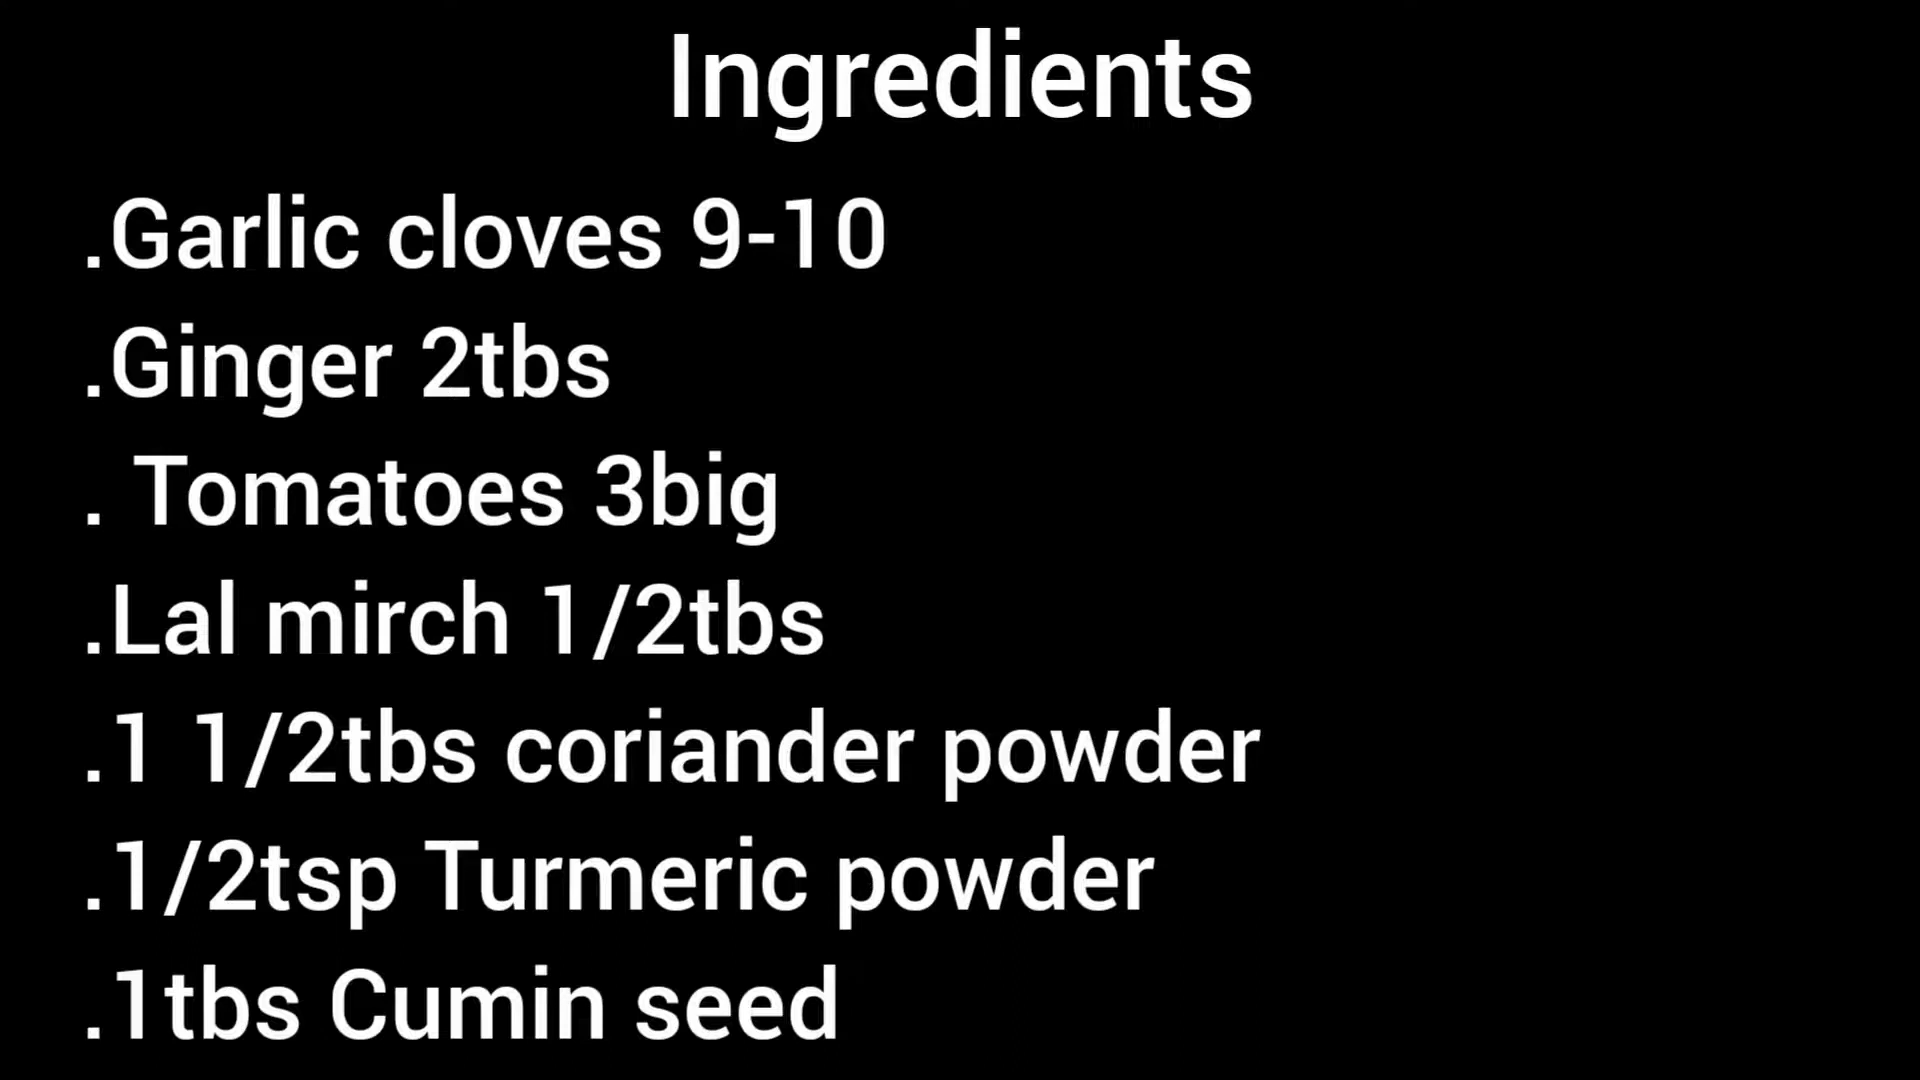 Ingredients
.Garlic cloves 9-10
.Ginger 2tbs
. Tomatoes 3big
.Lal mirch 1/2tbs
.1 1/2tbs coriander powder
.1/2tsp Turmeric powder
.1tbs Cumin seed